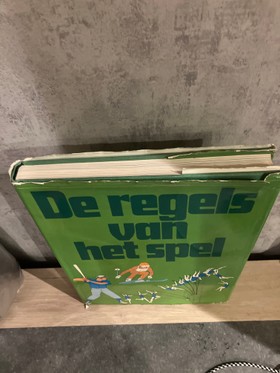 De regels
van
het spel